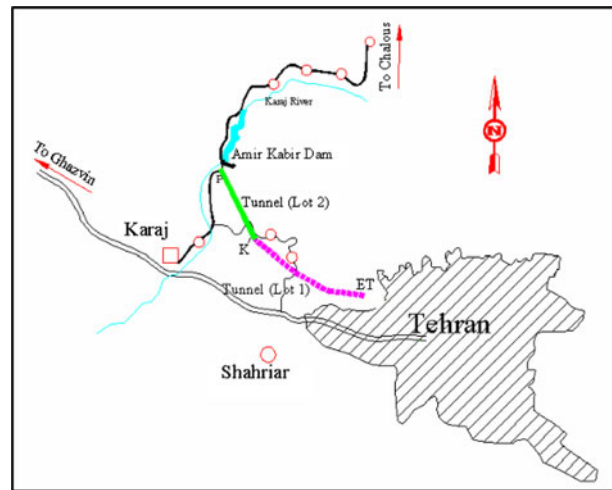 To Chalous
Karaj River
N
To Ghazvin
Amir Kabir Dam
P
Tunnel (Lot 2)
Karaj
K
ET
Tunnel (Lot 1)
Tehran
Shahriar